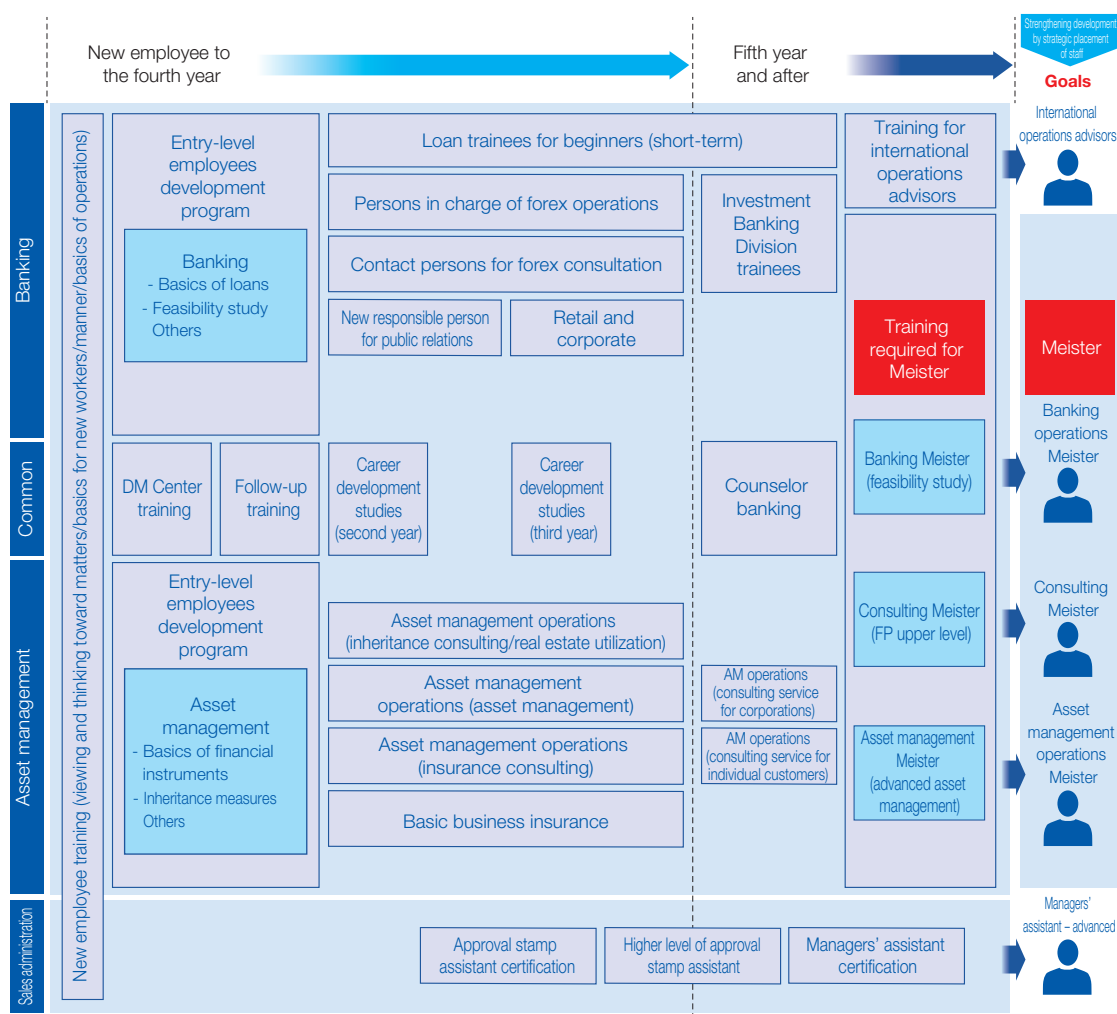 New employee to
the fourth year
Fifth year
and after
Strengthening development
by strategic placement
of staff
Goals
Banking
Common
Asset management
Sales administration
New employee training (viewing and thinking toward matters/basics for new workers/manner/basics of operations)
Entry-level
employees
development
program
Banking
- Basics of loans
- Feasibility study
Others
Loan trainees for beginners (short-term)
Persons in charge of forex operations
Contact persons for forex consultation
New responsible person
for public relations
Retail and
corporate
Investment
Banking
Division
trainees
Training for
international
operations
advisors
International
operations advisors
Training
required for
Meister
Meister
DM Center
training
Follow-up
training
Career
development
studies
(second year)
Career
development
studies
(third year)
Counselor
banking
Banking Meister
(feasibility study)
Banking
operations
Meister
Entry-level
employees
development
program
Asset
management
- Basics of financial
instruments
- Inheritance measures
Others
Asset management operations
(inheritance consulting/real estate utilization)
Asset management
operations (asset management)
Asset management operations
(insurance consulting)
Basic business insurance
AM operations
(consulting service
for corporations)
AM operations
(consulting service for
individual customers)
Consulting Meister
(FP upper level)
Consulting
Meister
Asset management
Meister
(advanced asset
management)
Asset
management
operations
Meister
Approval stamp
assistant certification
Higher level of approval
stamp assistant
Managers' assistant
certification
Managers'
assistant – advanced